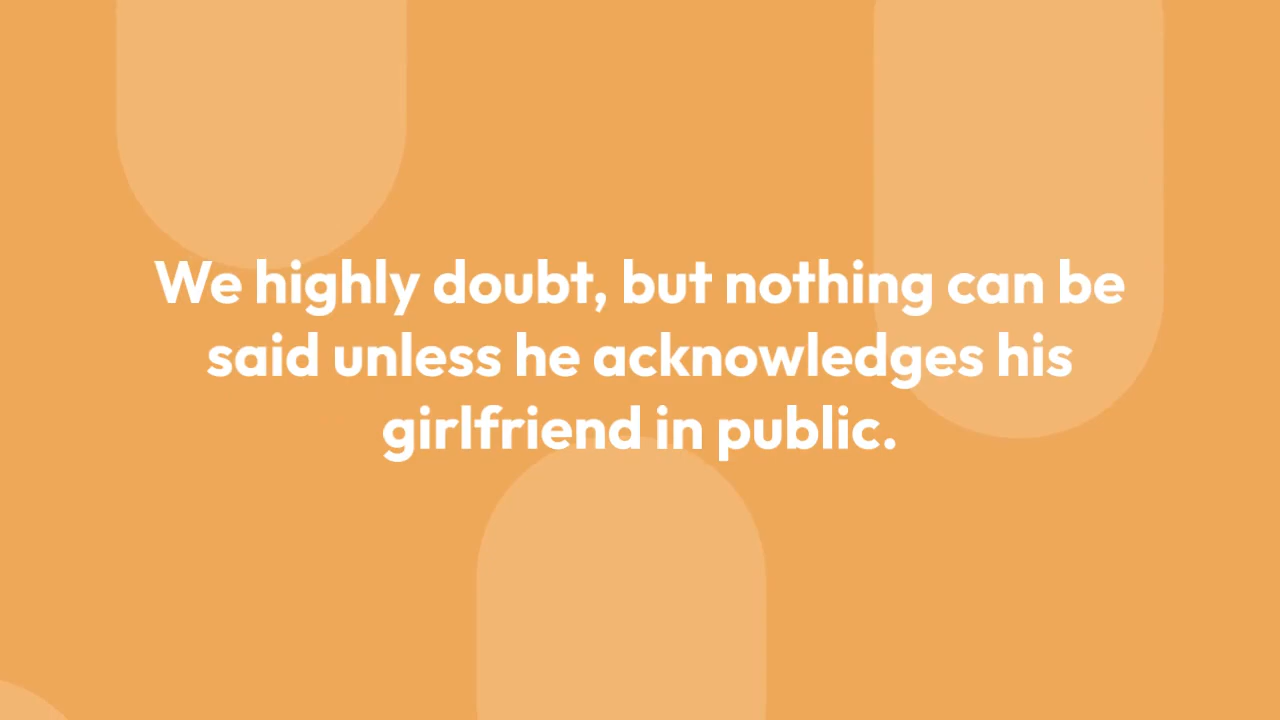 We highly doubt, but nothing can be
said unless he acknowledges his
girlfriend in public.